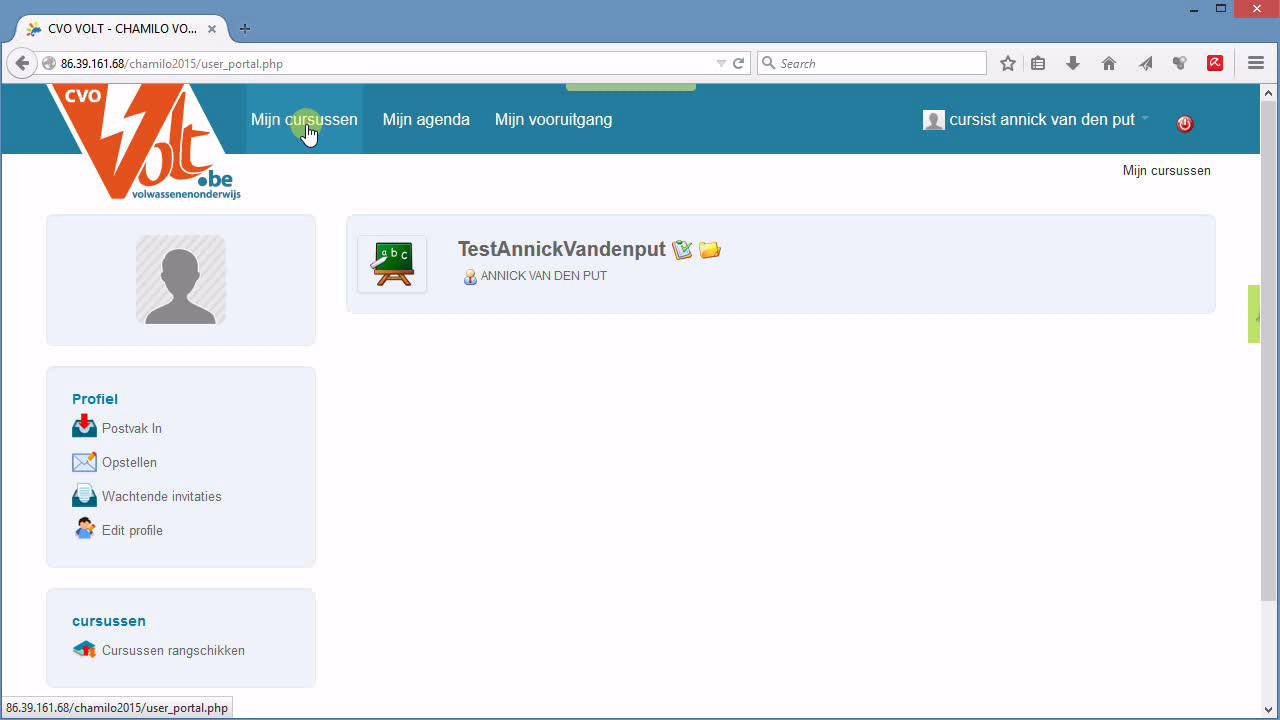 CVO VOLT - CHAMILO VO...
86.39.161.68/chamilo2015/user_portal.php
Search
CVO
Volt
.be
volwassenenonderwijs
Mijn cursussen
Mijn agenda
Mijn vooruitgang
cursist annick van den put
Mijn cursussen
a b c
TestAnnickVandenput
ANNICK VAN DEN PUT
Profiel
Postvak In
Opstellen
Wachtende invitaties
Edit profile
cursussen
Cursussen rangschikken
86.39.161.68/chamilo2015/user_portal.php